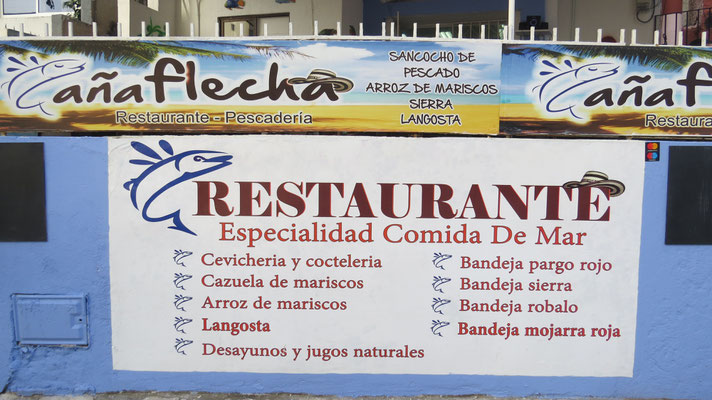 Cañaflecha
Restaurante - Pescadería
SANCOCHO DE
PESCADO
ARROZ DE MARISCOS
SIERRA
LANGOSTA
Cañaflecha
Restaura
RESTAURANTE
Especialidad Comida De Mar
Cevicheria y cocteleria
Cazuela de mariscos
Arroz de mariscos
Langosta
Desayunos y jugos naturales
Bandeja pargo rojo
Bandeja sierra
Bandeja robalo
Bandeja mojarra roja